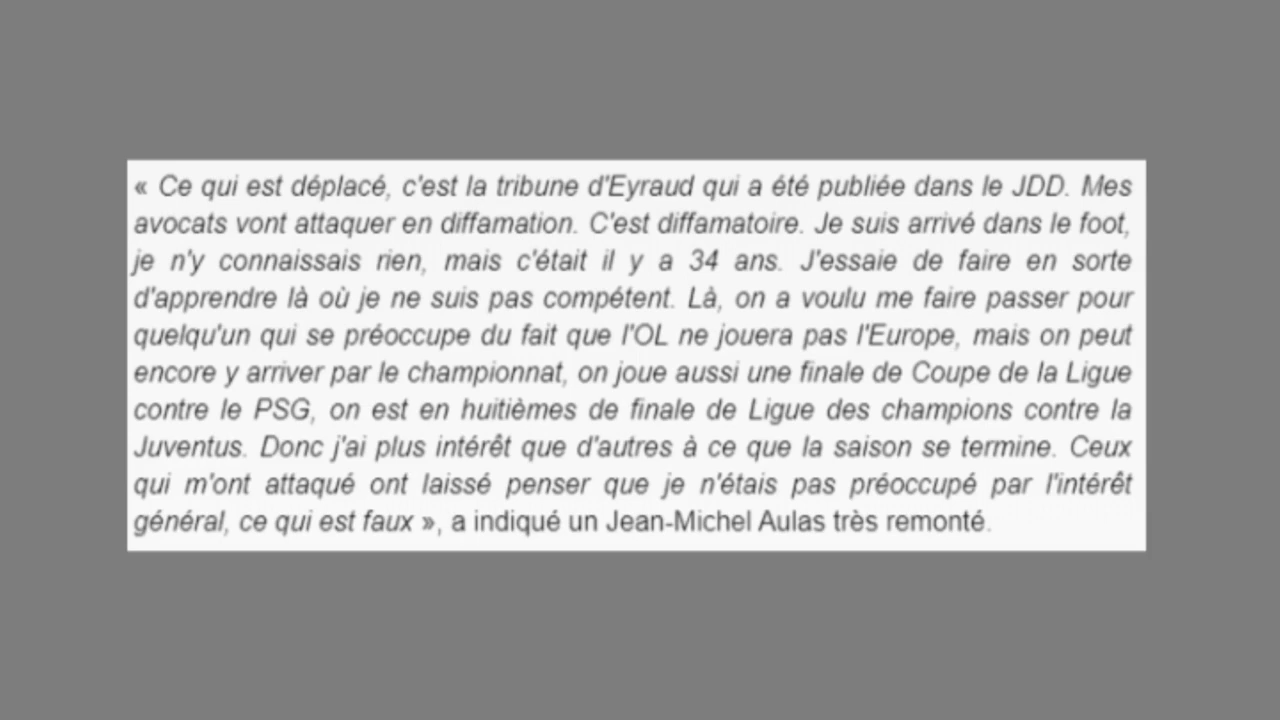 « Ce qui est déplacé, c'est la tribune d'Eyraud qui a été publiée dans le JDD. Mes
avocats vont attaquer en diffamation. C'est diffamatoire. Je suis arrivé dans le foot,
je n'y connaissais rien, mais c'était il y a 34 ans. J'essaie de faire en sorte
d'apprendre là où je ne suis pas compétent. Là, on a voulu me faire passer pour
quelqu'un qui se préoccupe du fait que l'OL ne jouera pas l'Europe, mais on peut
encore y arriver par le championnat, on joue aussi une finale de Coupe de la Ligue
contre le PSG, on est en huitièmes de finale de Ligue des champions contre la
Juventus. Donc j'ai plus intérêt que d'autres à ce que la saison se termine. Ceux
qui m'ont attaqué ont laissé penser que je n'étais pas préoccupé par l'intérêt
général, ce qui est faux », a indiqué un Jean-Michel Aulas très remonté.